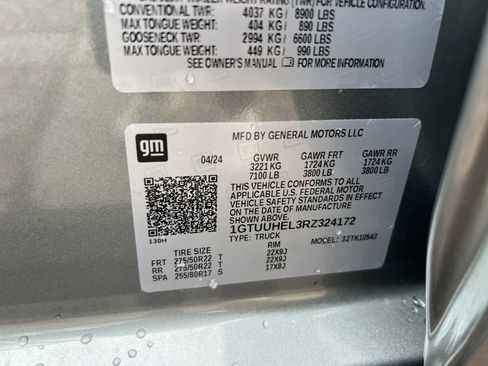 CONVENTIONAL TWR: 4037 KG/ 8900 LBS
MAX TONGUE WEIGHT: 404 KG / 890 LBS
GOOSENECK TWR: 2994 KG/ 6600 LBS
MAX TONGUE WEIGHT: 449 KG / 990 LBS
SEE OWNER'S MANUAL FOR MORE INFORMATION.
gm
MFD BY GENERAL MOTORS LLC
04/24 GVWR GAWR FRT GAWR RR
3221 KG 1724 KG 1724 KG
7100 LB 3800 LB 3800 LB
THIS VEHICLE CONFORMS TO ALL
APPLICABLE U.S. FEDERAL MOTOR
VEHICLE SAFETY STANDARDS IN EFFECT
ON THE DATE OF MANUFACTURE
SHOWN ABOVE.
1GTUUHEL3RZ324172
TYPE: TRUCK MODEL: 32TK10543
130H
TIRE SIZE RIM
FRT 275/50R22 T 22X9J
RR 275/50R22 T 22X9J
SPA 255/80R17 S 17X8J